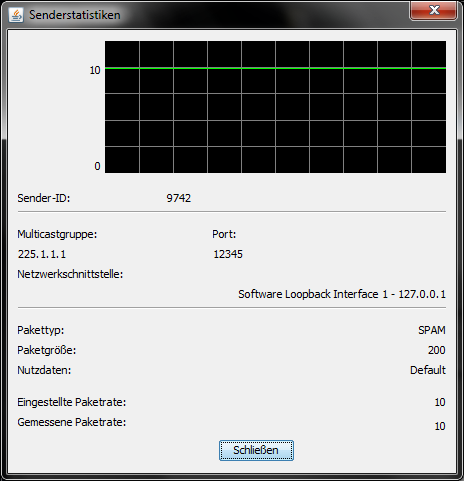 Senderstatistiken
10
0
Sender-ID: 9742
Multicastgruppe: Port:
225.1.1.1 12345
Netzwerkschnittstelle:
Software Loopback Interface 1 - 127.0.0.1
Pakettyp: SPAM
Paketgröße: 200
Nutzdaten: Default
Eingestellte Paketrate: 10
Gemessene Paketrate: 10
Schließen